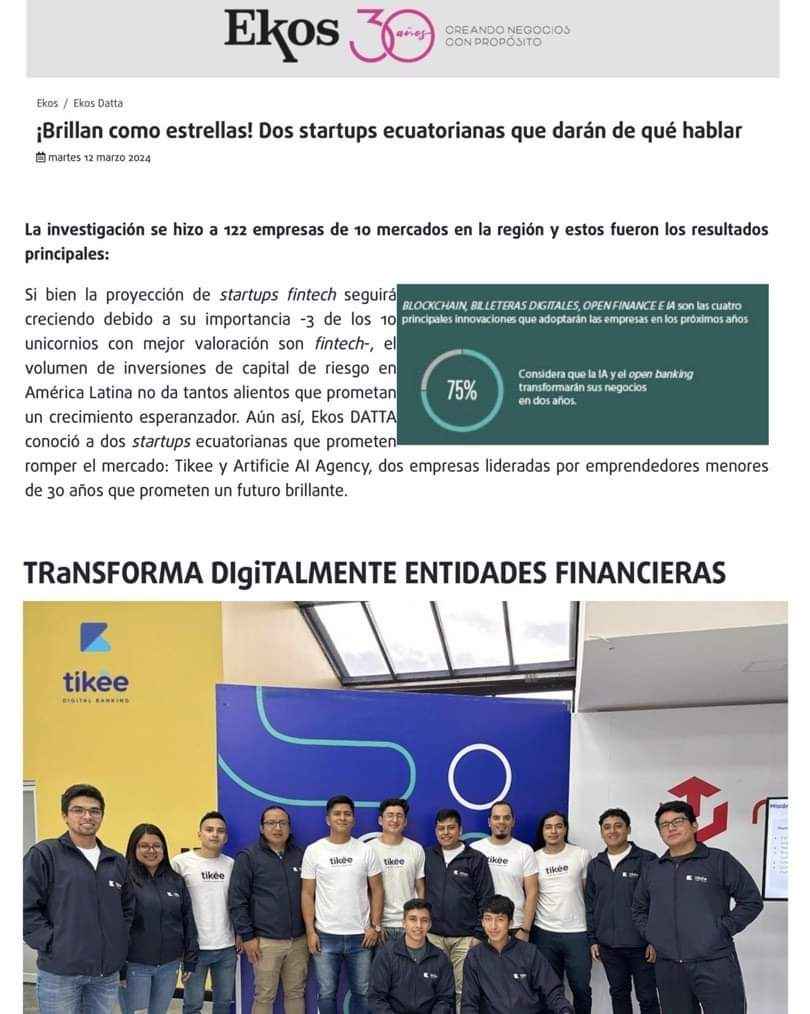 Ekos 30 años CREANDO NEGOCIOS
CON PROPÓSITO
Ekos / Ekos Datta
¡Brillan como estrellas! Dos startups ecuatorianas que darán de qué hablar
martes 12 marzo 2024
La investigación se hizo a 122 empresas de 10 mercados en la región y estos fueron los resultados
principales:
Si bien la proyección de startups fintech seguirá
creciendo debido a su importancia -3 de los 10
unicornios con mejor valoración son fintech-, el
volumen de inversiones de capital de riesgo en
América Latina no da tantos alientos que prometan
un crecimiento esperanzador. Aún así, Ekos DATTA
conoció a dos startups ecuatorianas que prometen
romper el mercado: Tikee y Artificie AI Agency, dos empresas lideradas por emprendedores menores
de 30 años que prometen un futuro brillante.
BLOCKCHAIN, BILLETERAS DIGITALES, OPEN FINANCE E IA son las cuatro
principales innovaciones que adoptarán las empresas en los próximos años
75%
Considera que la IA y el open banking
transformarán sus negocios
en dos años.
TRaNSFORMA DIgiTALMENTE ENTIDADES FINANCIERAS
tikee
DIGITAL BANKING
tikee
tikee
tikee
tikee
tikee